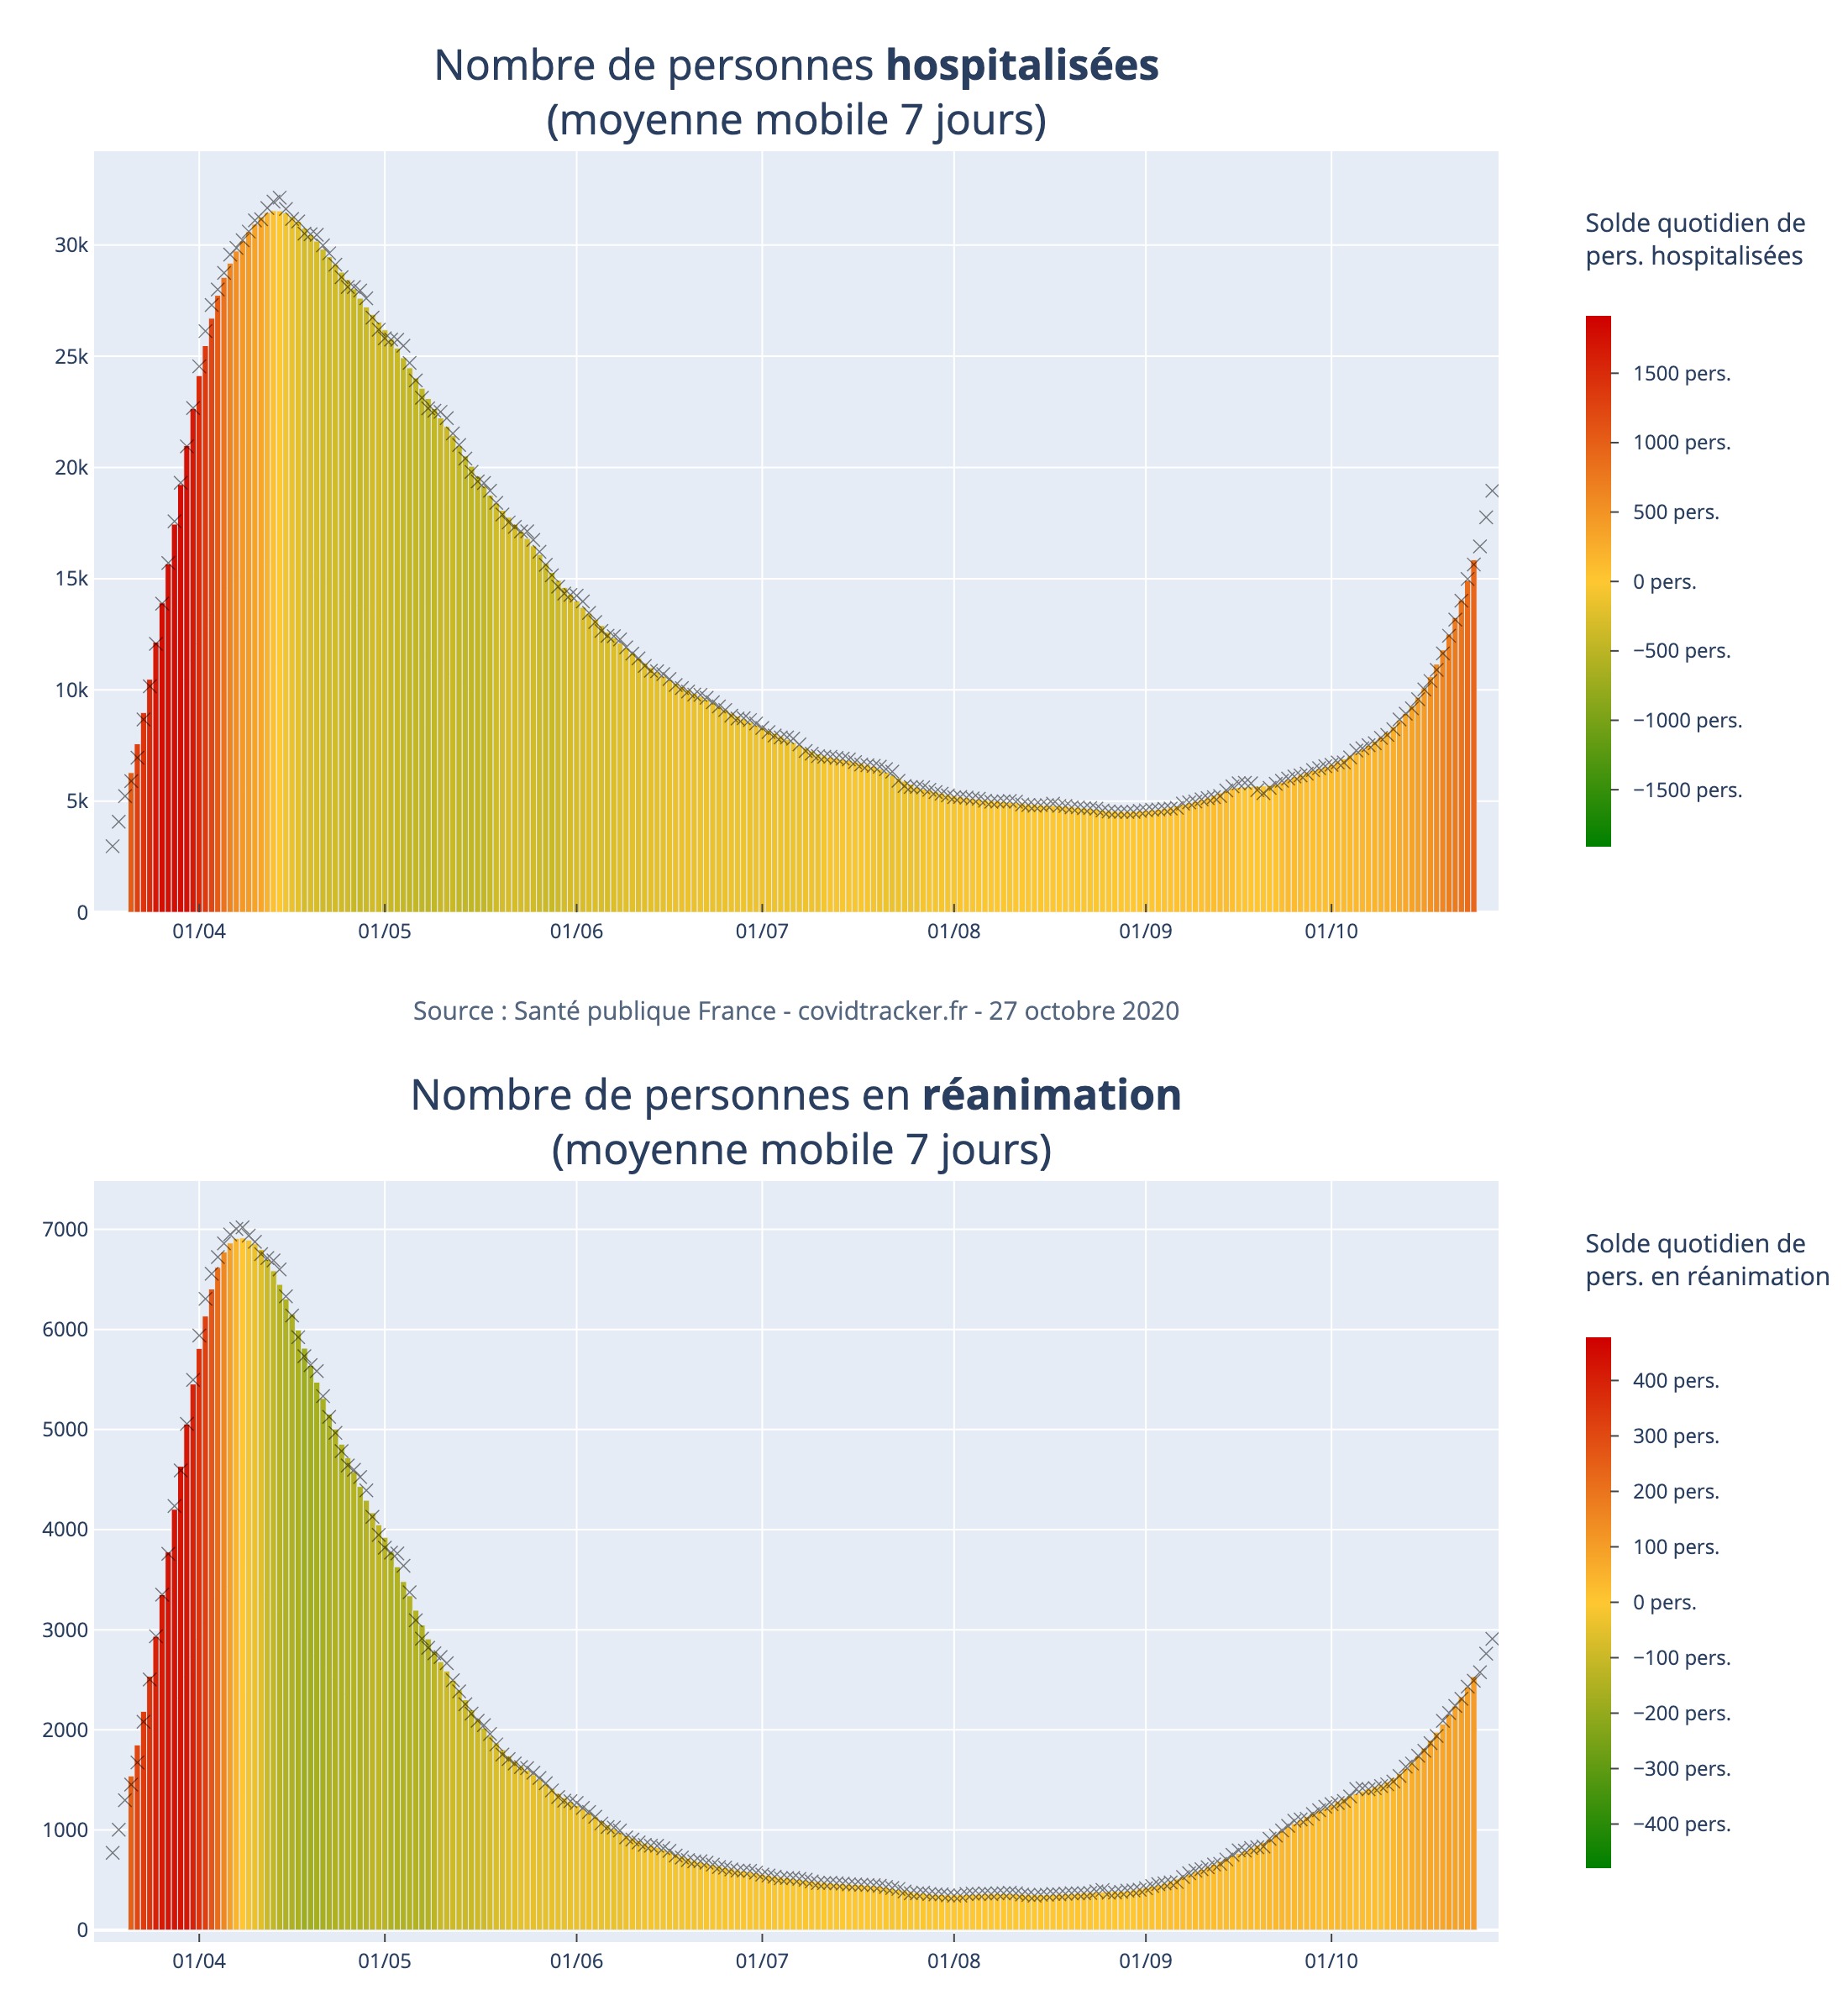 Nombre de personnes hospitalisées
(moyenne mobile 7 jours)
Solde quotidien de
pers. hospitalisées
30k
25k
20k
15k
10k
5k
0
1500 pers.
1000 pers.
500 pers.
0 pers.
−500 pers.
−1000 pers.
−1500 pers.
01/04 01/05 01/06 01/07 01/08 01/09 01/10
Source : Santé publique France - covidtracker.fr - 27 octobre 2020
Nombre de personnes en réanimation
(moyenne mobile 7 jours)
Solde quotidien de
pers. en réanimation
7000
6000
5000
4000
3000
2000
1000
0
400 pers.
300 pers.
200 pers.
100 pers.
0 pers.
−100 pers.
−200 pers.
−300 pers.
−400 pers.
01/04 01/05 01/06 01/07 01/08 01/09 01/10